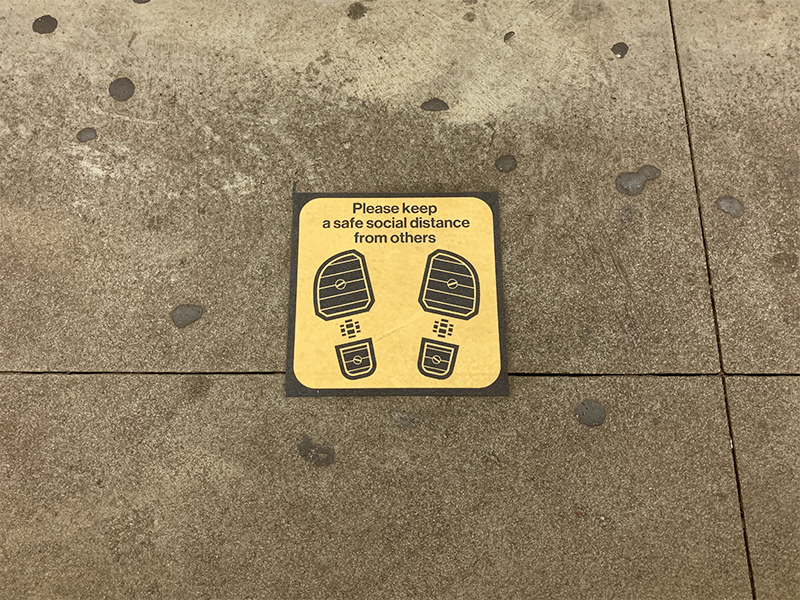 Please keep
a safe social distance
from others